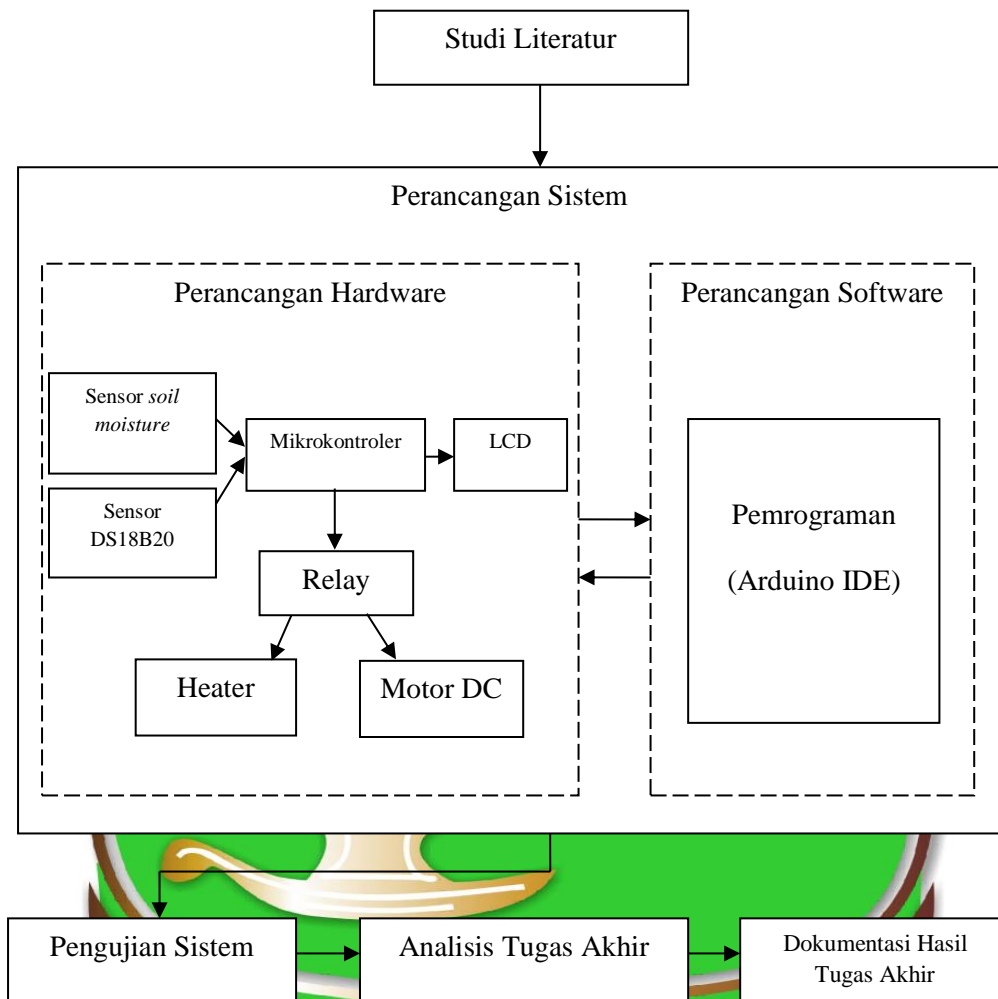 Studi Literatur
Perancangan Sistem
Perancangan Hardware
Sensor soil
moisture
Sensor
DS18B20
Mikrokontroler
LCD
Relay
Heater
Motor DC
Perancangan Software
Pemrograman
(Arduino IDE)
Pengujian Sistem
Analisis Tugas Akhir
Dokumentasi Hasil
Tugas Akhir